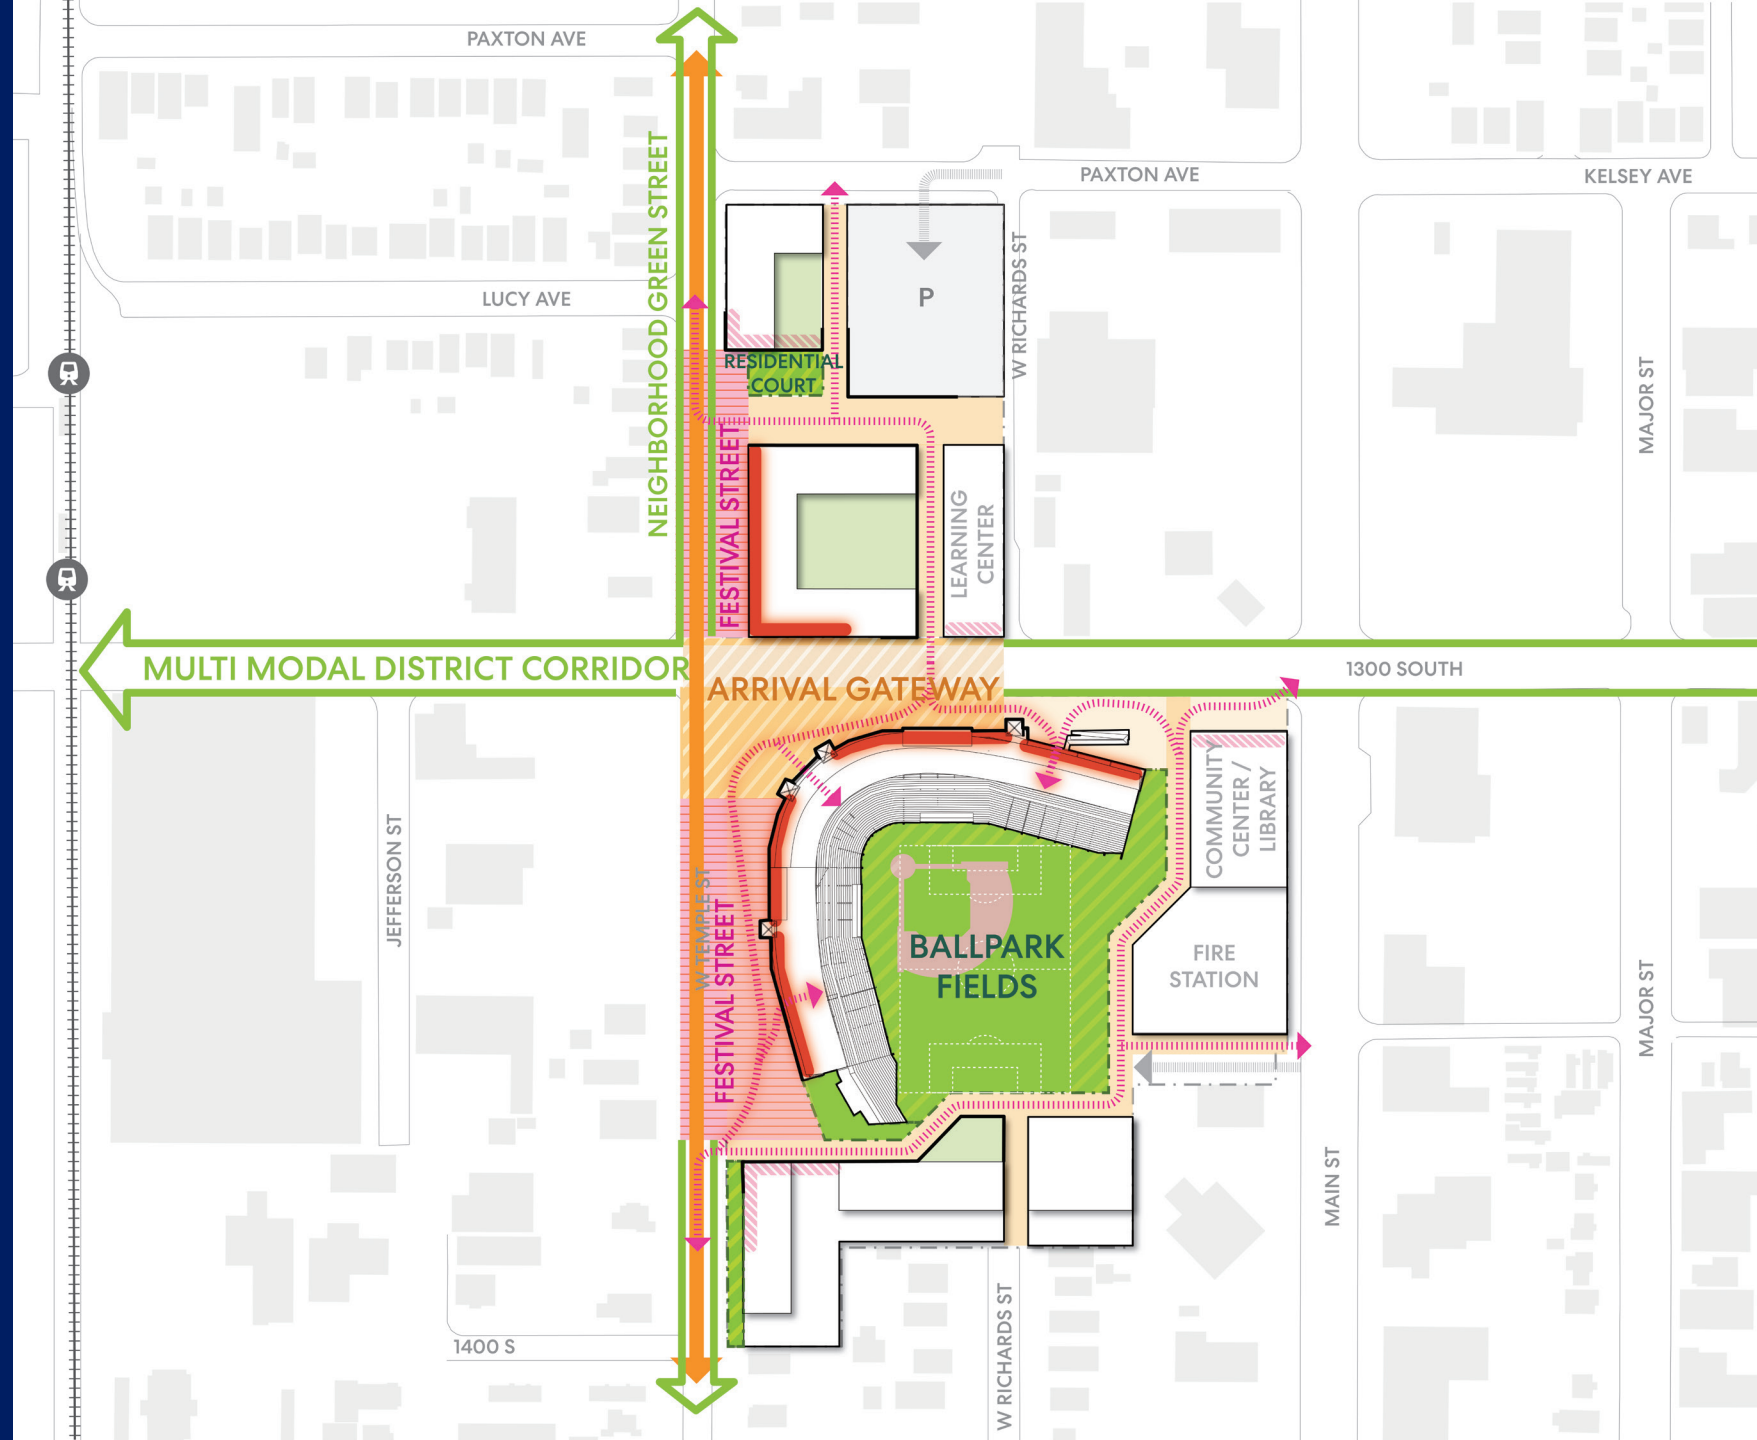 PAXTON AVE
PAXTON AVE
KELSEY AVE
NEIGHBORHOOD GREEN STREET
LUCY AVE
P
W RICHARDS ST
RESIDENTIAL
COURT
MAJOR ST
FESTIVAL STREET
LEARNING
CENTER
MULTI MODAL DISTRICT CORRIDOR
ARRIVAL GATEWAY
1300 SOUTH
COMMUNITY
CENTER /
LIBRARY
JEFFERSON ST
W TEMPLE ST
FESTIVAL STREET
BALLPARK
FIELDS
FIRE
STATION
MAJOR ST
MAIN ST
W RICHARDS ST
1400 S